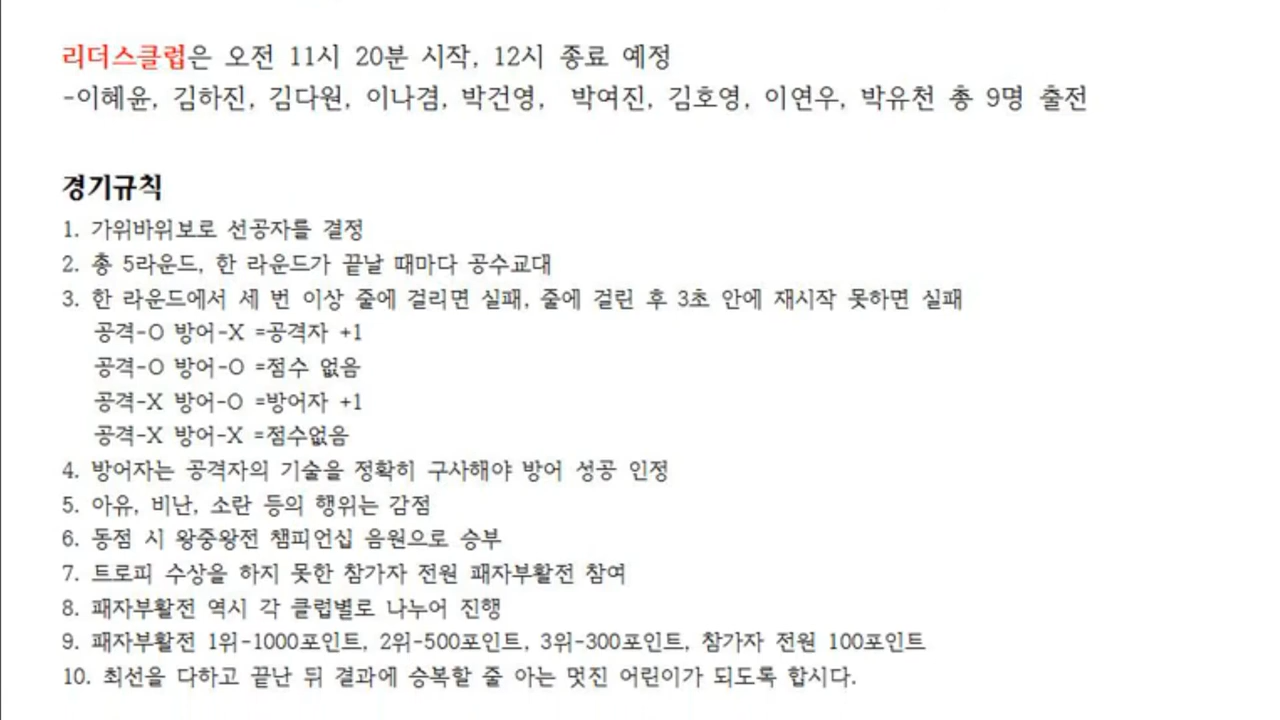 리더스클럽은 오전 11시 20분 시작, 12시 종료 예정
-이혜윤, 김하진, 김다원, 이나겸, 박건영, 박여진, 김호영, 이연우, 박유천 총 9명 출전
경기규칙
1. 가위바위보로 선공자를 결정
2. 총 5라운드, 한 라운드가 끝날 때마다 공수교대
3. 한 라운드에서 세 번 이상 줄에 걸리면 실패, 줄에 걸린 후 3초 안에 재시작 못하면 실패
공격-O 방어-X =공격자 +1
공격-O 방어-O =점수 없음
공격-X 방어-O =방어자 +1
공격-X 방어-X =점수없음
4. 방어자는 공격자의 기술을 정확히 구사해야 방어 성공 인정
5. 아유, 비난, 소란 등의 행위는 감점
6. 동점 시 왕중왕전 챔피언십 음원으로 승부
7. 트로피 수상을 하지 못한 참가자 전원 패자부활전 참여
8. 패자부활전 역시 각 클럽별로 나누어 진행
9. 패자부활전 1위-1000포인트, 2위-500포인트, 3위-300포인트, 참가자 전원 100포인트
10. 최선을 다하고 끝난 뒤 결과에 승복할 줄 아는 멋진 어린이가 되도록 합시다.